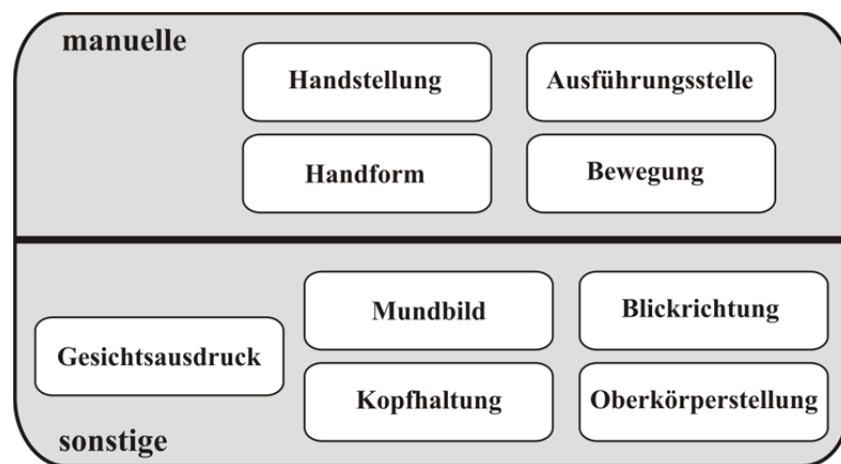 manuelle
Handstellung
Ausführungsstelle
Handform
Bewegung
Mundbild
Blickrichtung
Gesichtsausdruck
Kopfhaltung
Oberkörperstellung
sonstige